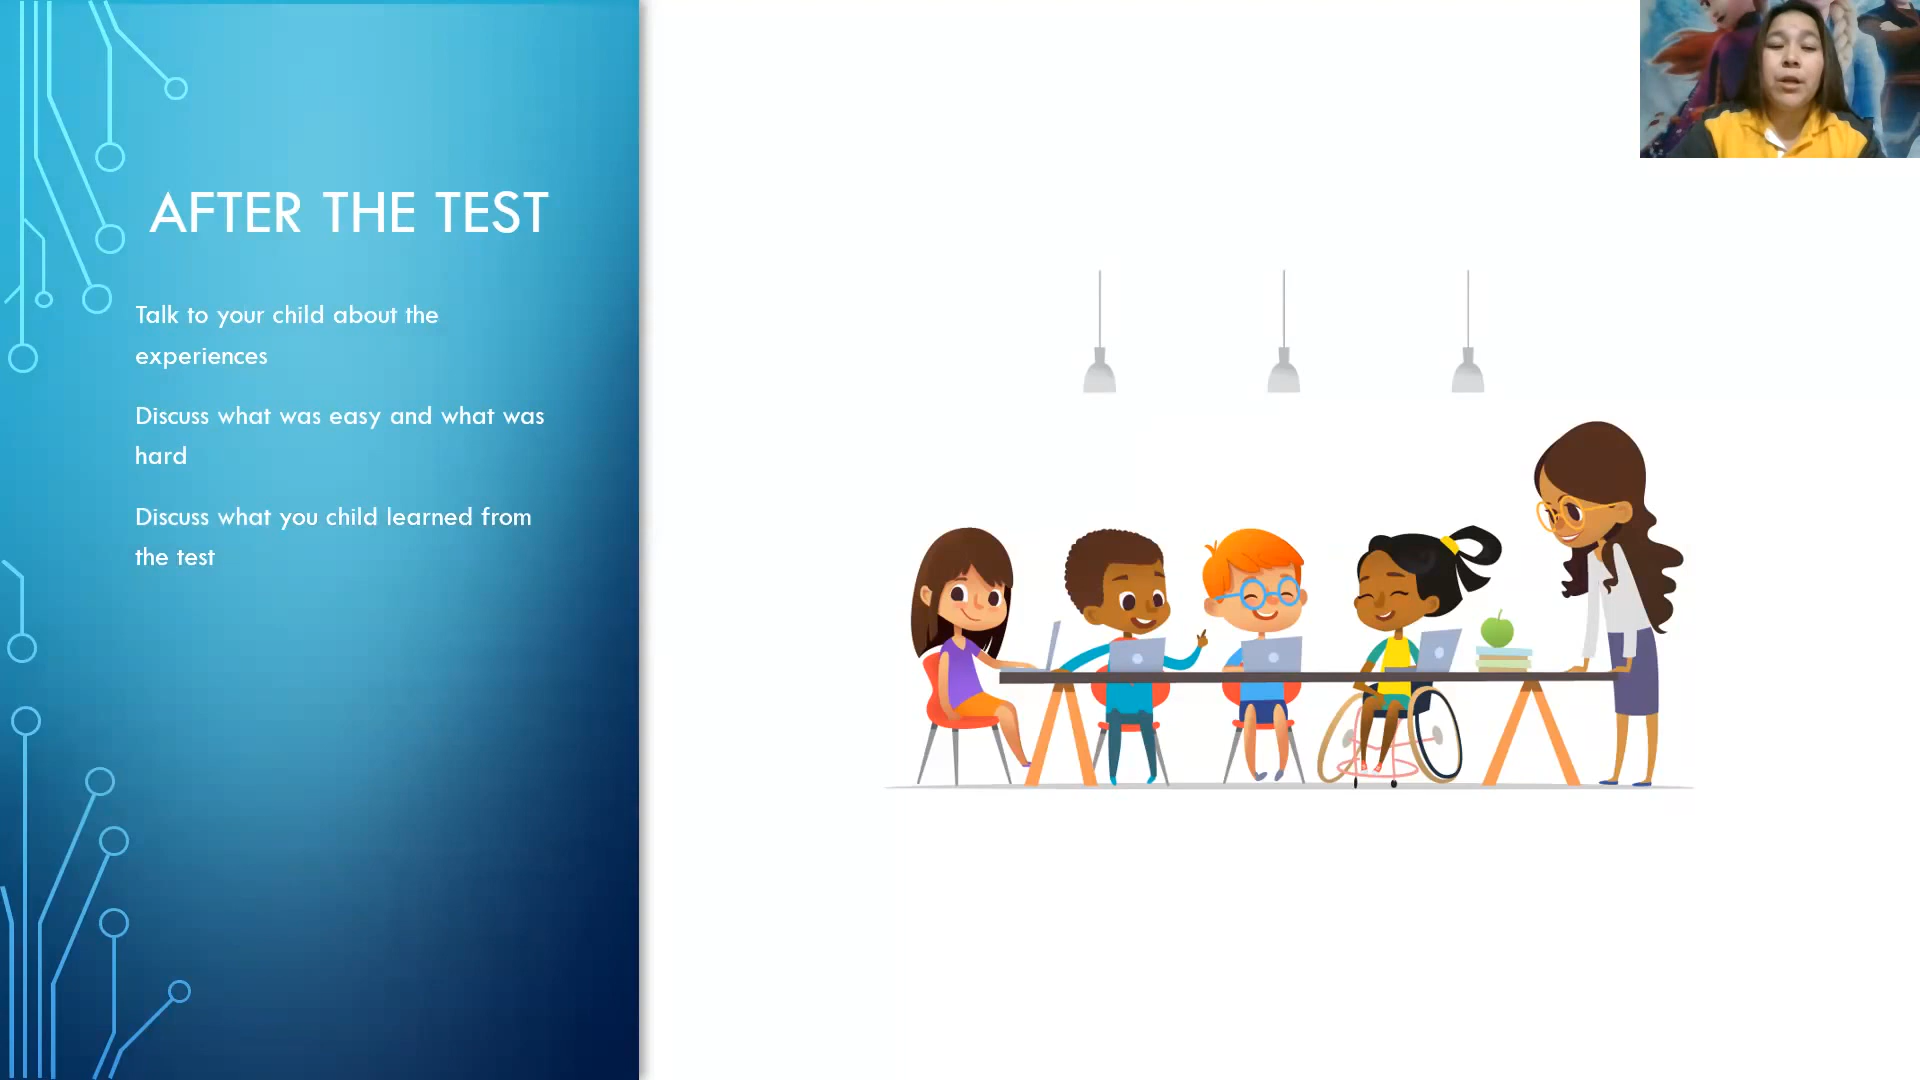 AFTER THE TEST
Talk to your child about the
experiences
Discuss what was easy and what was
hard
Discuss what you child learned from
the test